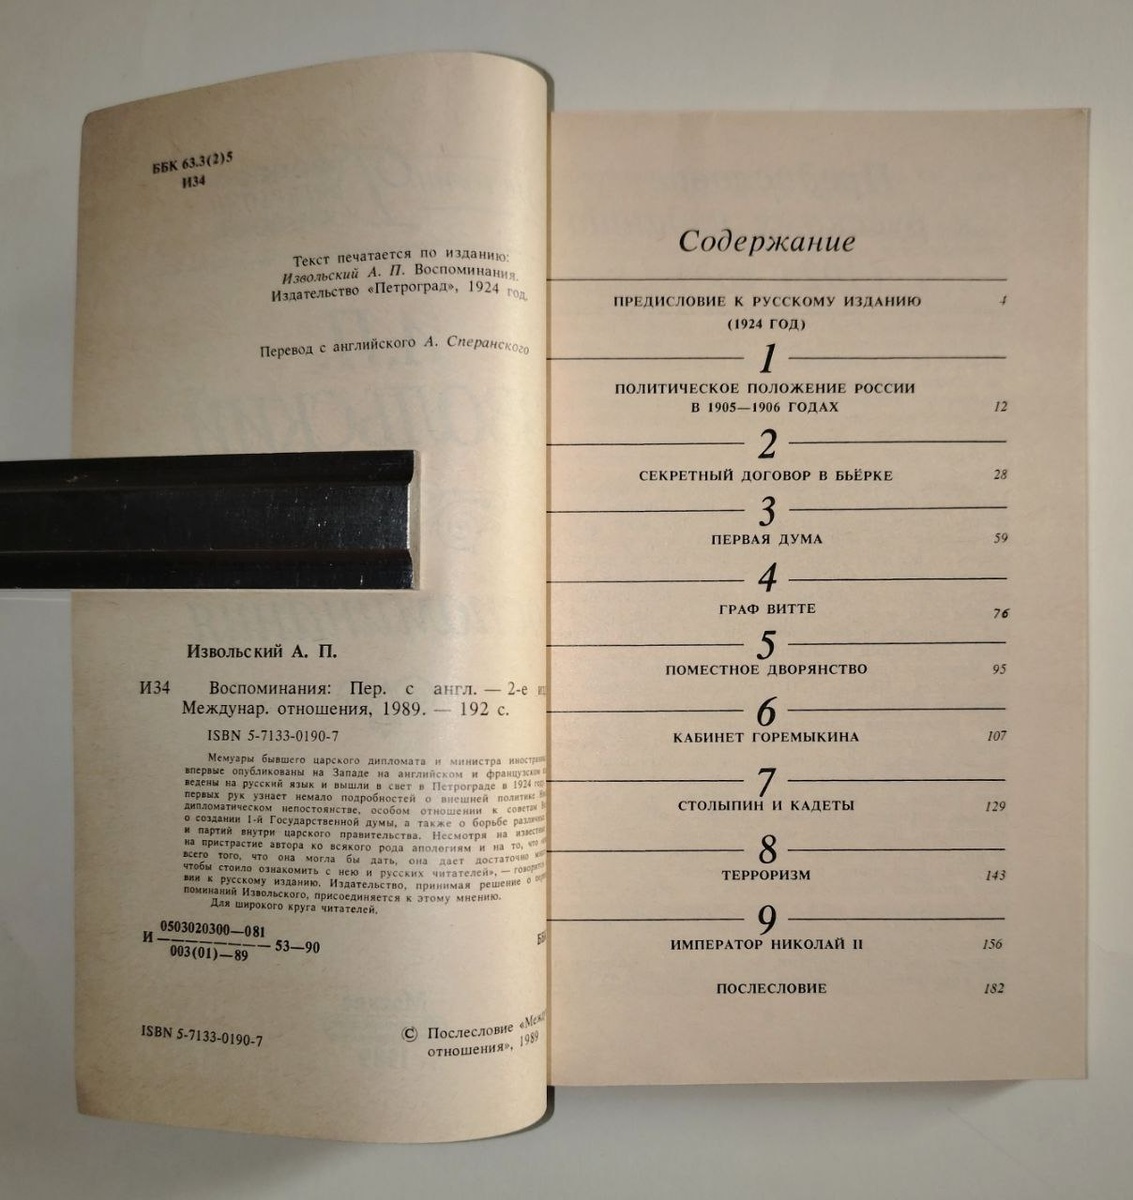 ББК 63.3(2)5
И34
Текст печатается по изданию:
Извольский А. П. Воспоминания.
Издательство «Петроград», 1924 год.
Перевод с английского А. Сперанского
Извольский А. П.
И34 Воспоминания: Пер. с англ. — 2-е
Междунар. отношения, 1989. — 192 с.
ISBN 5-7133-0190-7
Мемуары бывшего царского дипломата и министра
впервые опубликованы на Западе на английском и французском
ведены на русский язык и вышли в свет в Петрограде в 1924
первых рук узнает немало подробностей о внешней политике
дипломатическом непостоянстве, особом отношении к советам
о создании I-й Государственной думы, а также о борьбе
и партий внутри царского правительства. Несмотря на
на пристрастие автора ко всякого рода апологиям и на то, что
всего того, что она могла бы дать, она дает достаточно
чтобы стоило ознакомить с нею и русских читателей», —
вии к русскому изданию. Издательство, принимая решение о
поминаний Извольского, присоединяется к этому мнению.
Для широкого круга читателей.
И 0503020300—081
003(01)—89 53—90
ISBN 5-7133-0190-7
© Послесловие
отношения», 1989
Содержание
ПРЕДИСЛОВИЕ К РУССКОМУ ИЗДАНИЮ 4
(1924 ГОД)
1
ПОЛИТИЧЕСКОЕ ПОЛОЖЕНИЕ РОССИИ
В 1905—1906 ГОДАХ 12
2
СЕКРЕТНЫЙ ДОГОВОР В БЬЁРКЕ 28
3
ПЕРВАЯ ДУМА 59
4
ГРАФ ВИТТЕ 76
5
ПОМЕСТНОЕ ДВОРЯНСТВО 95
6
КАБИНЕТ ГОРЕМЫКИНА 107
7
СТОЛЫПИН И КАДЕТЫ 129
8
ТЕРРОРИЗМ 143
9
ИМПЕРАТОР НИКОЛАЙ II 156
ПОСЛЕСЛОВИЕ 182